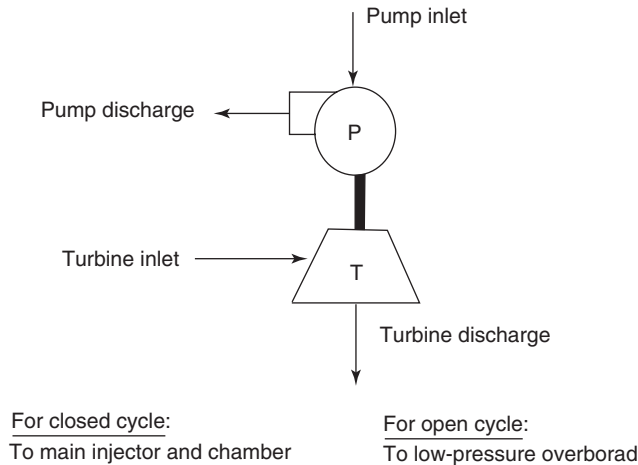 Pump inlet
Pump discharge
P
Turbine inlet
T
Turbine discharge
For closed cycle:
To main injector and chamber
For open cycle:
To low-pressure overborad